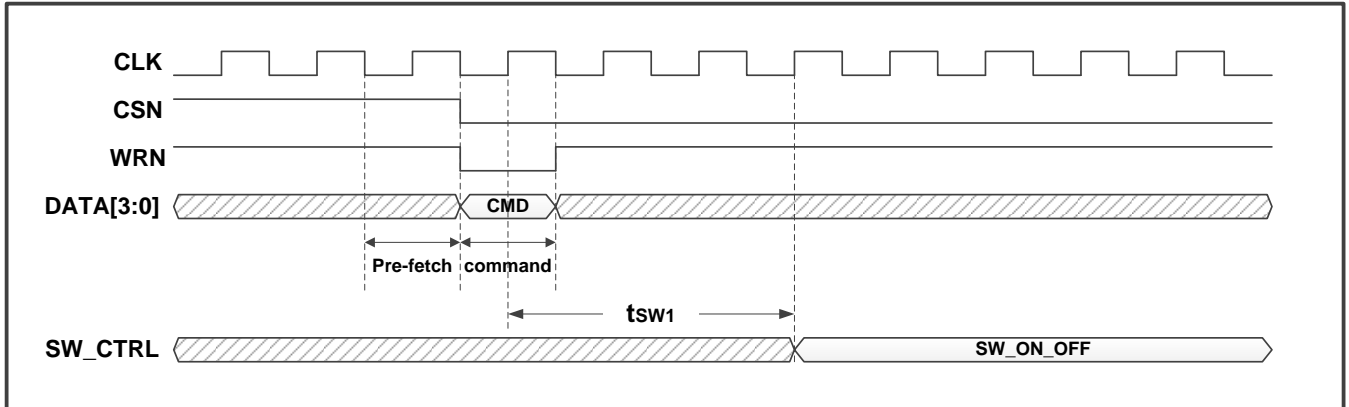 CLK
CSN
WRN
DATA[3:0]
CMD
Pre-fetch command
tSW1
SW_CTRL
SW_ON_OFF